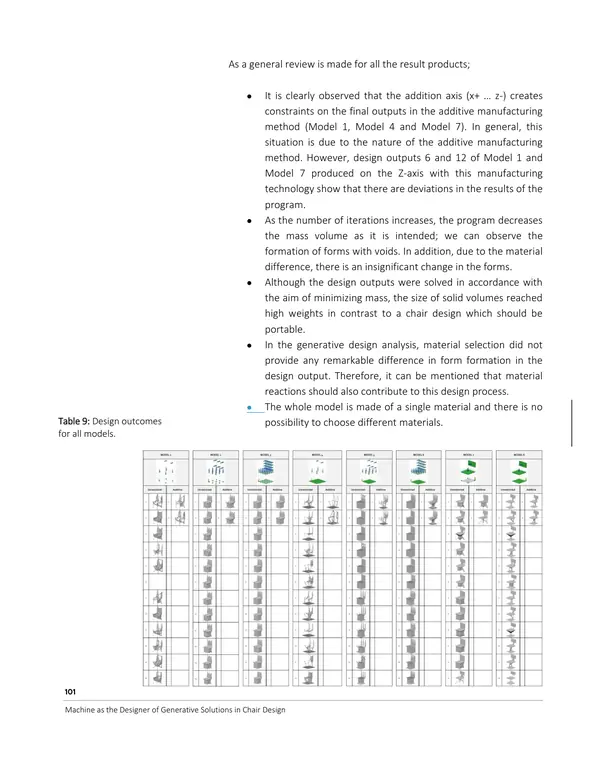 As a general review is made for all the result products;
● It is clearly observed that the addition axis (x+ … z-) creates
constraints on the final outputs in the additive manufacturing
method (Model 1, Model 4 and Model 7). In general, this
situation is due to the nature of the additive manufacturing
method. However, design outputs 6 and 12 of Model 1 and
Model 7 produced on the Z-axis with this manufacturing
technology show that there are deviations in the results of the
program.
● As the number of iterations increases, the program decreases
the mass volume as it is intended; we can observe the
formation of forms with voids. In addition, due to the material
difference, there is an insignificant change in the forms.
● Although the design outputs were solved in accordance with
the aim of minimizing mass, the size of solid volumes reached
high weights in contrast to a chair design which should be
portable.
● In the generative design analysis, material selection did not
provide any remarkable difference in form formation in the
design output. Therefore, it can be mentioned that material
reactions should also contribute to this design process.
● The whole model is made of a single material and there is no
possibility to choose different materials.
Table 9: Design outcomes
for all models.
101
Machine as the Designer of Generative Solutions in Chair Design